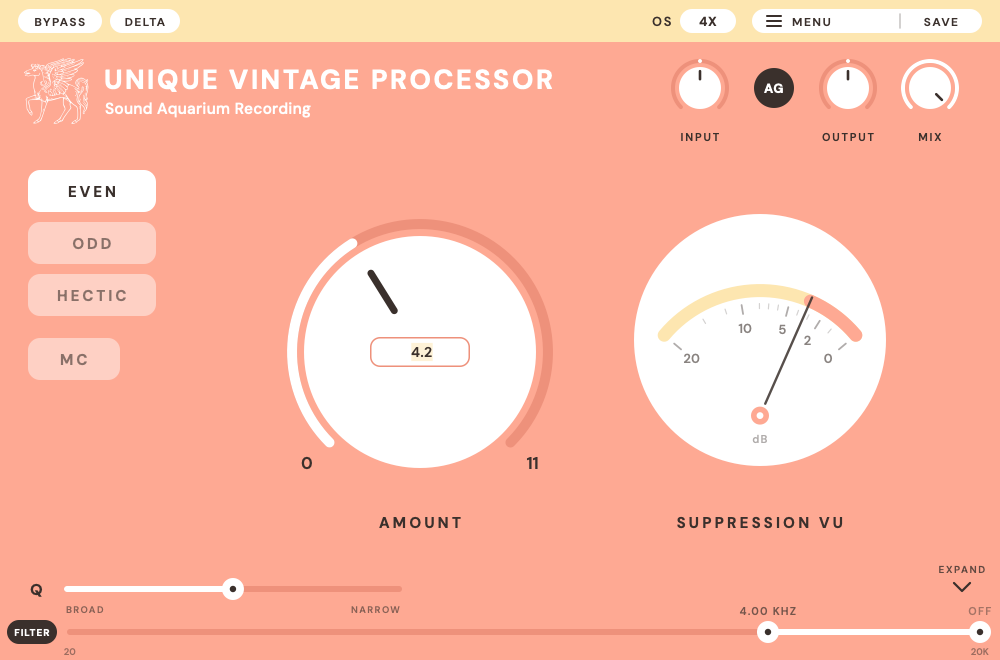 BYPASS DELTA OS 4X MENU SAVE
UNIQUE VINTAGE PROCESSOR
Sound Aquarium Recording
AG
INPUT OUTPUT MIX
EVEN
ODD
HECTIC
MC
4.2
0 11
AMOUNT
20 10 5 2 0
dB
SUPPRESSION VU
EXPAND
Q
BROAD NARROW
4.00 KHZ OFF
FILTER
20 20K